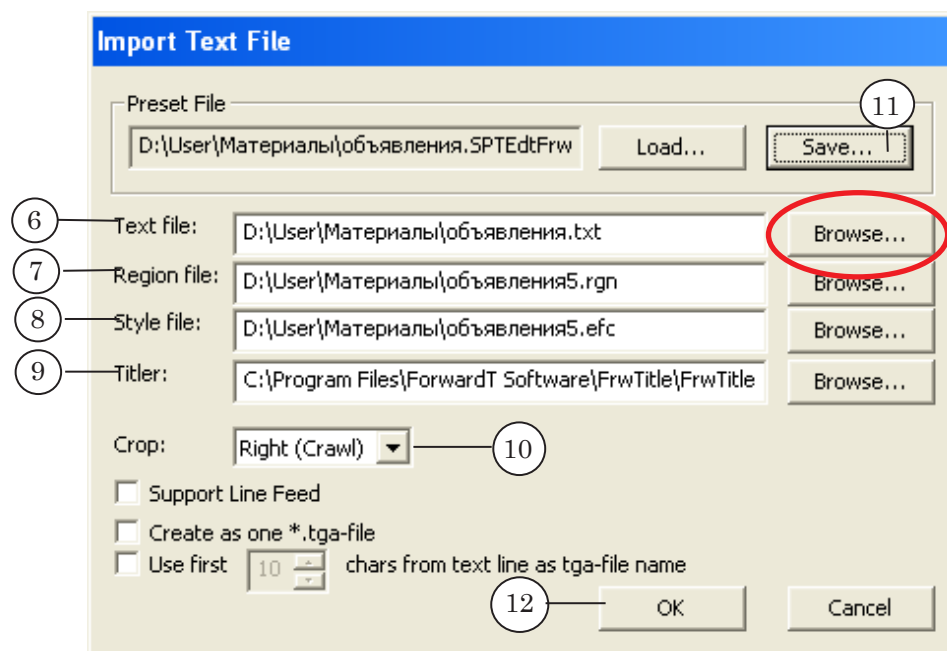 Import Text File
Preset File
11
D:\User\Материалы\объявления.SPTEdtFrw Load... Save...
6 Text file: D:\User\Материалы\объявления.txt Browse...
7 Region file: D:\User\Материалы\объявления5.rgn Browse...
8 Style file: D:\User\Материалы\объявления5.efc Browse...
9 Titler: C:\Program Files\ForwardT Software\FrwTitle\FrwTitle Browse...
Crop: Right (Crawl) 10
Support Line Feed
Create as one *.tga-file
Use first 10 chars from text line as tga-file name
12 OK Cancel